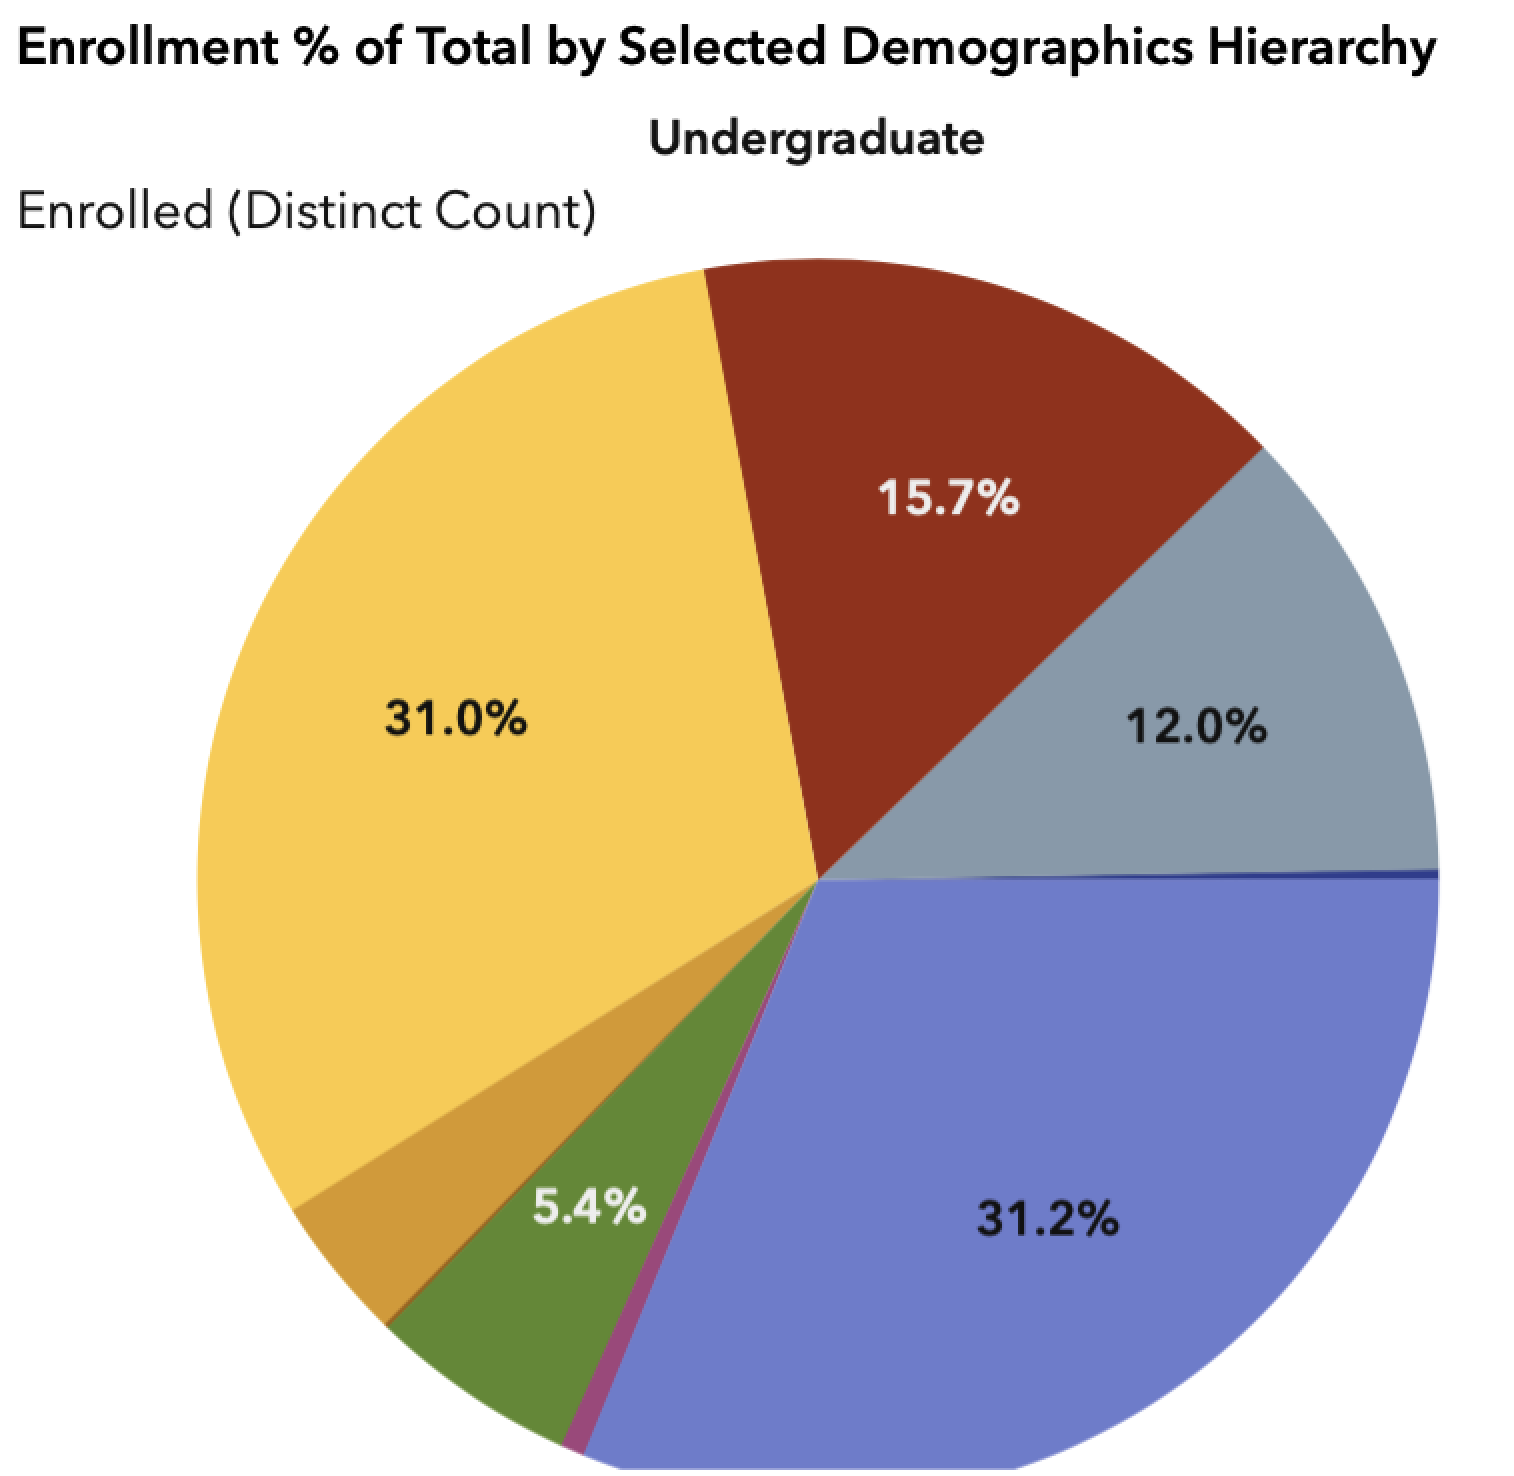 Enrollment % of Total by Selected Demographics Hierarchy
Undergraduate
Enrolled (Distinct Count)
15.7%
31.0%
12.0%
5.4%
31.2%